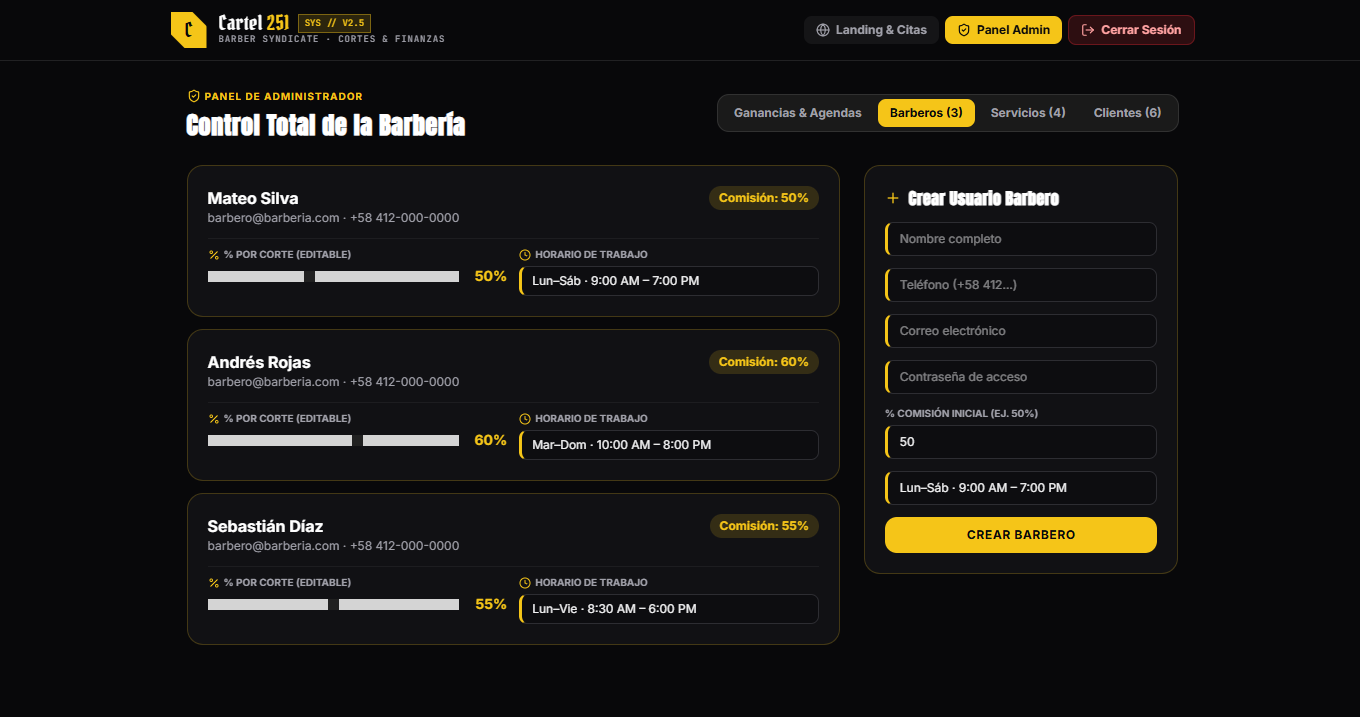 Cartel 251 SYS // V2.5
BARBER SYNDICATE · CORTES & FINANZAS
Landing & Citas
Panel Admin
Cerrar Sesión
PANEL DE ADMINISTRADOR
Control Total de la Barbería
Ganancias & Agendas
Barberos (3)
Servicios (4)
Clientes (6)
Mateo Silva
Comisión: 50%
barbero@barberia.com · +58 412-000-0000
% POR CORTE (EDITABLE)
50%
HORARIO DE TRABAJO
Lun–Sáb · 9:00 AM – 7:00 PM
Andrés Rojas
Comisión: 60%
barbero@barberia.com · +58 412-000-0000
% POR CORTE (EDITABLE)
60%
HORARIO DE TRABAJO
Mar–Dom · 10:00 AM – 8:00 PM
Sebastián Díaz
Comisión: 55%
barbero@barberia.com · +58 412-000-0000
% POR CORTE (EDITABLE)
55%
HORARIO DE TRABAJO
Lun–Vie · 8:30 AM – 6:00 PM
Crear Usuario Barbero
Nombre completo
Teléfono (+58 412...)
Correo electrónico
Contraseña de acceso
% COMISIÓN INICIAL (EJ. 50%)
50
Lun–Sáb · 9:00 AM – 7:00 PM
CREAR BARBERO